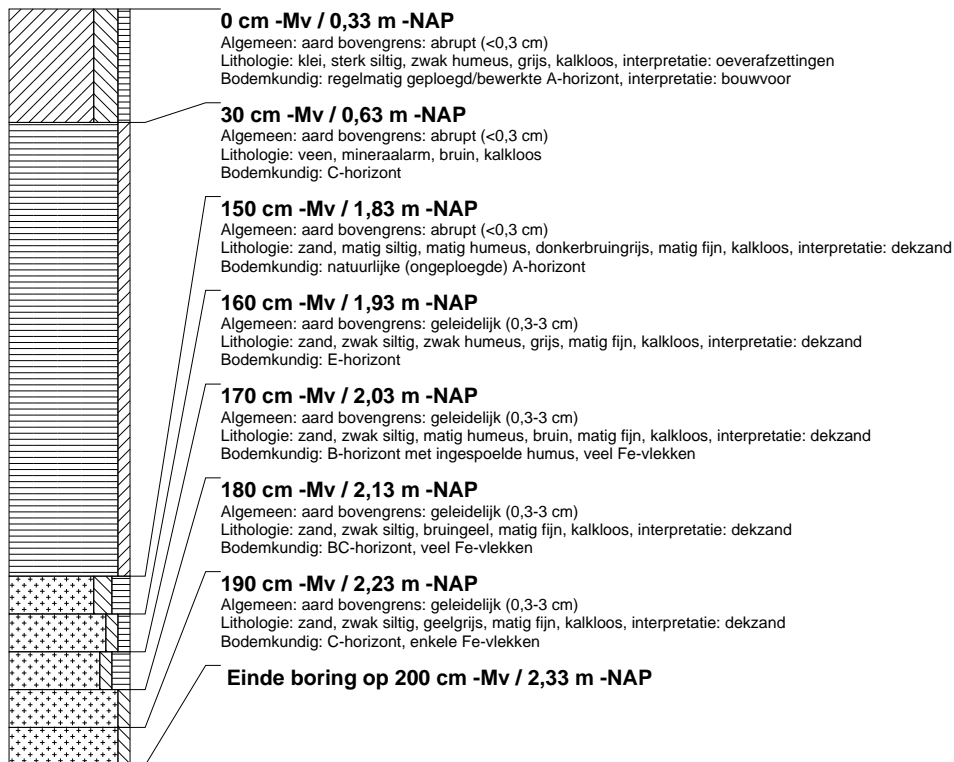 0 cm -Mv / 0,33 m -NAP
Algemeen: aard bovengrens: abrupt (<0,3 cm)
Lithologie: klei, sterk siltig, zwak humeus, grijs, kalkloos, interpretatie: oeverafzettingen
Bodemkundig: regelmatig geploegd/bewerkte A-horizont, interpretatie: bouwvoor
30 cm -Mv / 0,63 m -NAP
Algemeen: aard bovengrens: abrupt (<0,3 cm)
Lithologie: veen, mineraalarm, bruin, kalkloos
Bodemkundig: C-horizont
150 cm -Mv / 1,83 m -NAP
Algemeen: aard bovengrens: abrupt (<0,3 cm)
Lithologie: zand, matig siltig, matig humeus, donkerbruingrijs, matig fijn, kalkloos, interpretatie: dekzand
Bodemkundig: natuurlijke (ongeploegde) A-horizont
160 cm -Mv / 1,93 m -NAP
Algemeen: aard bovengrens: geleidelijk (0,3-3 cm)
Lithologie: zand, zwak siltig, zwak humeus, grijs, matig fijn, kalkloos, interpretatie: dekzand
Bodemkundig: E-horizont
170 cm -Mv / 2,03 m -NAP
Algemeen: aard bovengrens: geleidelijk (0,3-3 cm)
Lithologie: zand, zwak siltig, matig humeus, bruin, matig fijn, kalkloos, interpretatie: dekzand
Bodemkundig: B-horizont met ingespoelde humus, veel Fe-vlekken
180 cm -Mv / 2,13 m -NAP
Algemeen: aard bovengrens: geleidelijk (0,3-3 cm)
Lithologie: zand, zwak siltig, bruingeel, matig fijn, kalkloos, interpretatie: dekzand
Bodemkundig: BC-horizont, veel Fe-vlekken
190 cm -Mv / 2,23 m -NAP
Algemeen: aard bovengrens: geleidelijk (0,3-3 cm)
Lithologie: zand, zwak siltig, geelgrijs, matig fijn, kalkloos, interpretatie: dekzand
Bodemkundig: C-horizont, enkele Fe-vlekken
Einde boring op 200 cm -Mv / 2,33 m -NAP